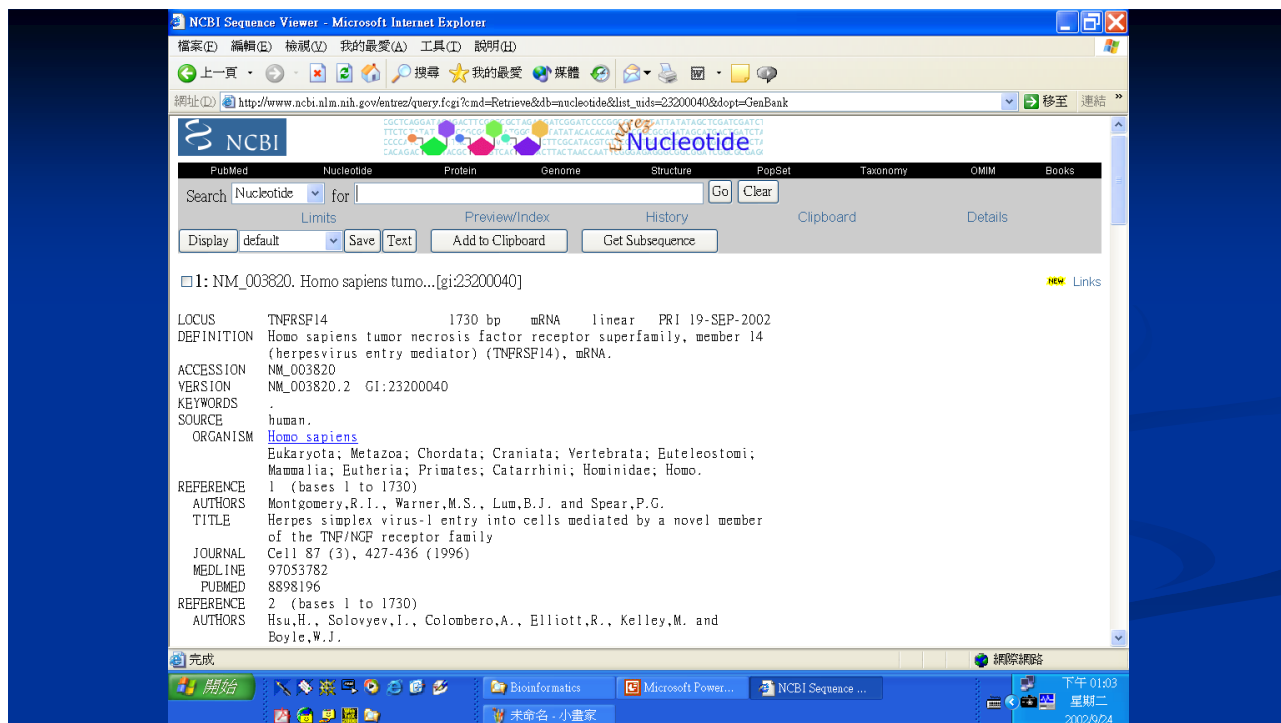 NCBI Sequence Viewer - Microsoft Internet Explorer
檔案(F) 編輯(E) 檢視(V) 我的最愛(A) 工具(T) 說明(H)
上一頁 搜尋 我的最愛 媒體
網址(D) http://www.ncbi.nlm.nih.gov/entrez/query.fcgi?cmd=Retrieve&db=nucleotide&list_uids=23200040&dopt=GenBank 移至 連結 »
NCBI Entrez Nucleotide
PubMed Nucleotide Protein Genome Structure PopSet Taxonomy OMIM Books
Search Nucleotide for Go Clear
Limits Preview/Index History Clipboard Details
Display default Save Text Add to Clipboard Get Subsequence
1: NM_003820. Homo sapiens tumo...[gi:23200040] NEW Links
LOCUS TNFRSF14 1730 bp mRNA linear PRI 19-SEP-2002
DEFINITION Homo sapiens tumor necrosis factor receptor superfamily, member 14
(herpesvirus entry mediator) (TNFRSF14), mRNA.
ACCESSION NM_003820
VERSION NM_003820.2 GI:23200040
KEYWORDS .
SOURCE human.
ORGANISM Homo sapiens
Eukaryota; Metazoa; Chordata; Craniata; Vertebrata; Euteleostomi;
Mammalia; Eutheria; Primates; Catarrhini; Hominidae; Homo.
REFERENCE 1 (bases 1 to 1730)
AUTHORS Montgomery,R.I., Warner,M.S., Lum,B.J. and Spear,P.G.
TITLE Herpes simplex virus-1 entry into cells mediated by a novel member
of the TNF/NGF receptor family
JOURNAL Cell 87 (3), 427-436 (1996)
MEDLINE 97053782
PUBMED 8898196
REFERENCE 2 (bases 1 to 1730)
AUTHORS Hsu,H., Solovyev,I., Colombero,A., Elliott,R., Kelley,M. and
Boyle,W.J.
完成 網際網路
開始 Bioinformatics Microsoft Power... NCBI Sequence ... 下午 01:03
未命名 - 小畫家 星期二
2002/9/24